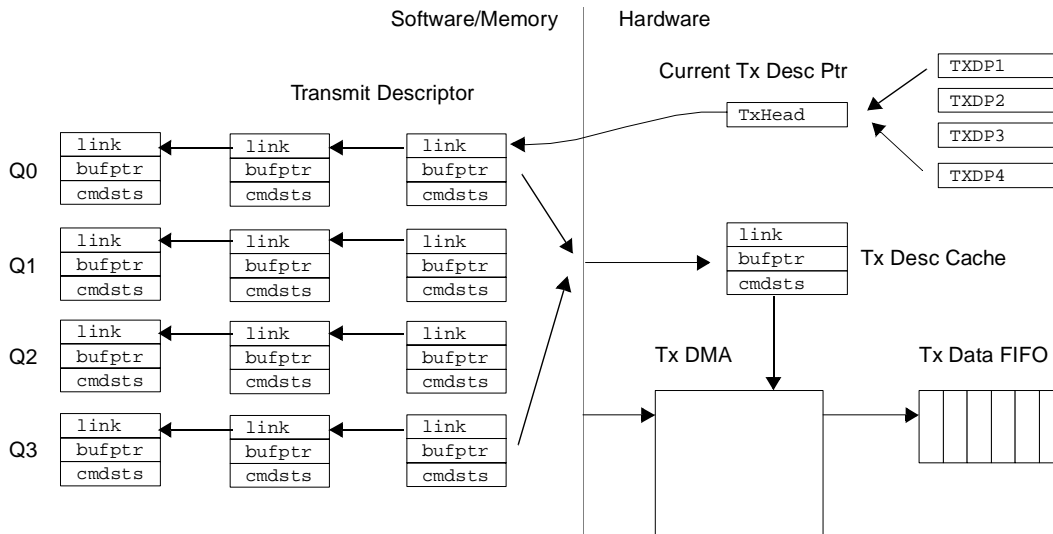 Software/Memory
Hardware
Current Tx Desc Ptr
TXDP1
TXDP2
TXDP3
TXDP4
TxHead
Transmit Descriptor
Q0
link
bufptr
cmdsts
link
bufptr
cmdsts
link
bufptr
cmdsts
Q1
link
bufptr
cmdsts
link
bufptr
cmdsts
link
bufptr
cmdsts
link
bufptr
cmdsts
Tx Desc Cache
Q2
link
bufptr
cmdsts
link
bufptr
cmdsts
link
bufptr
cmdsts
Tx DMA
Tx Data FIFO
Q3
link
bufptr
cmdsts
link
bufptr
cmdsts
link
bufptr
cmdsts